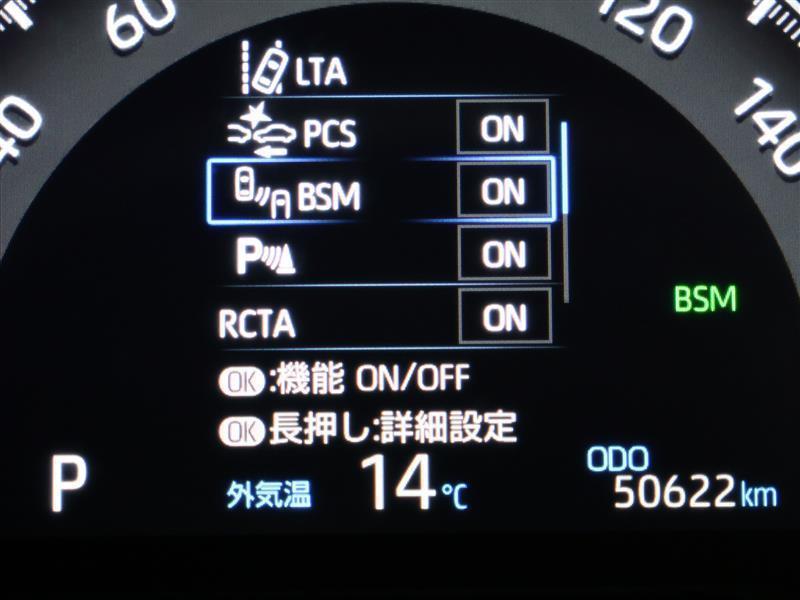 60
120
40
140
LTA
PCS ON
BSM ON
P ON
RCTA ON
BSM
OK:機能 ON/OFF
OK長押し:詳細設定
P
外気温 14℃
ODO
50622km